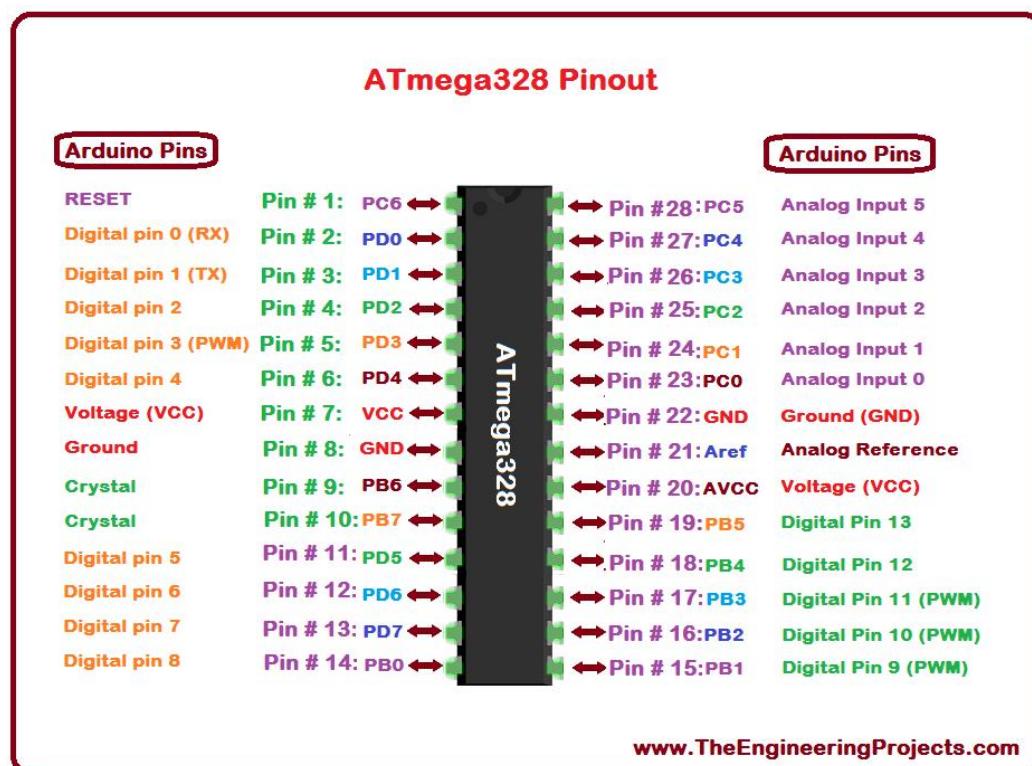 ATmega328 Pinout
Arduino Pins
Arduino Pins
RESET Pin # 1: PC6 Pin #28: PC5 Analog Input 5
Digital pin 0 (RX) Pin # 2: PD0 Pin #27: PC4 Analog Input 4
Digital pin 1 (TX) Pin # 3: PD1 Pin # 26: PC3 Analog Input 3
Digital pin 2 Pin # 4: PD2 Pin # 25: PC2 Analog Input 2
Digital pin 3 (PWM) Pin # 5: PD3 Pin # 24: PC1 Analog Input 1
Digital pin 4 Pin # 6: PD4 Pin # 23: PC0 Analog Input 0
Voltage (VCC) Pin # 7: VCC Pin # 22: GND Ground (GND)
Ground Pin # 8: GND Pin # 21: Aref Analog Reference
Crystal Pin # 9: PB6 Pin # 20: AVCC Voltage (VCC)
Crystal Pin # 10: PB7 Pin # 19: PB5 Digital Pin 13
Digital pin 5 Pin # 11: PD5 Pin # 18: PB4 Digital Pin 12
Digital pin 6 Pin # 12: PD6 Pin # 17: PB3 Digital Pin 11 (PWM)
Digital pin 7 Pin # 13: PD7 Pin # 16: PB2 Digital Pin 10 (PWM)
Digital pin 8 Pin # 14: PB0 Pin # 15: PB1 Digital Pin 9 (PWM)
ATmega328
www.TheEngineeringProjects.com